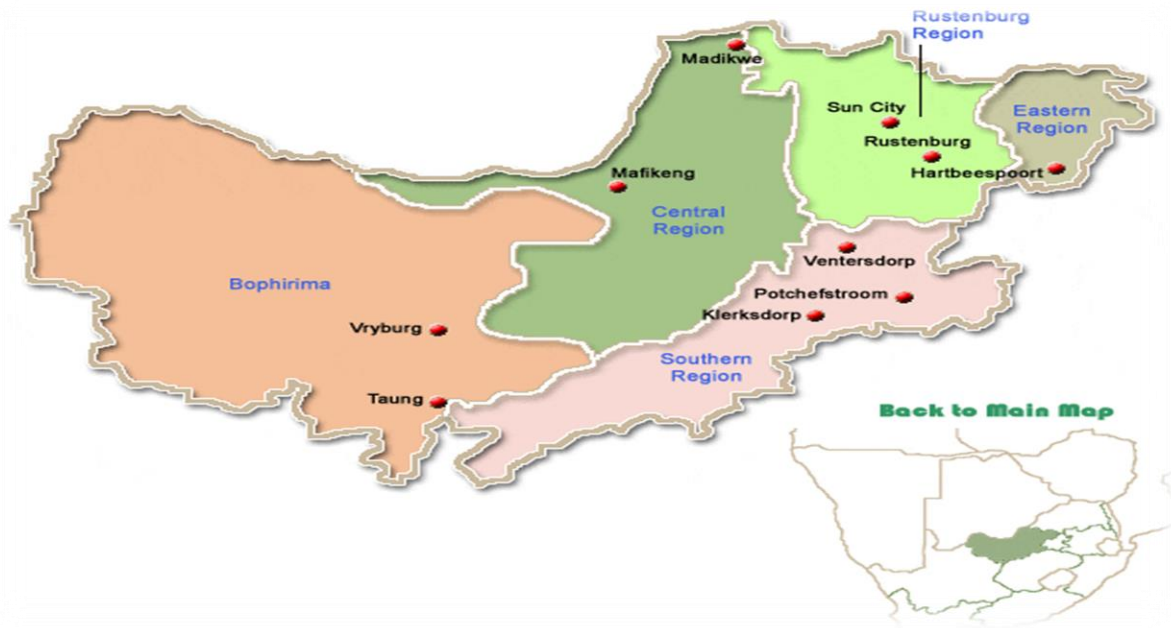 Rustenburg
Region
Madikwe
Sun City
Eastern
Region
Rustenburg
Mafikeng
Hartbeespoort
Central
Region
Ventersdorp
Bophirima
Potchefstroom
Klerksdorp
Vryburg
Southern
Region
Taung
Back to Main Map